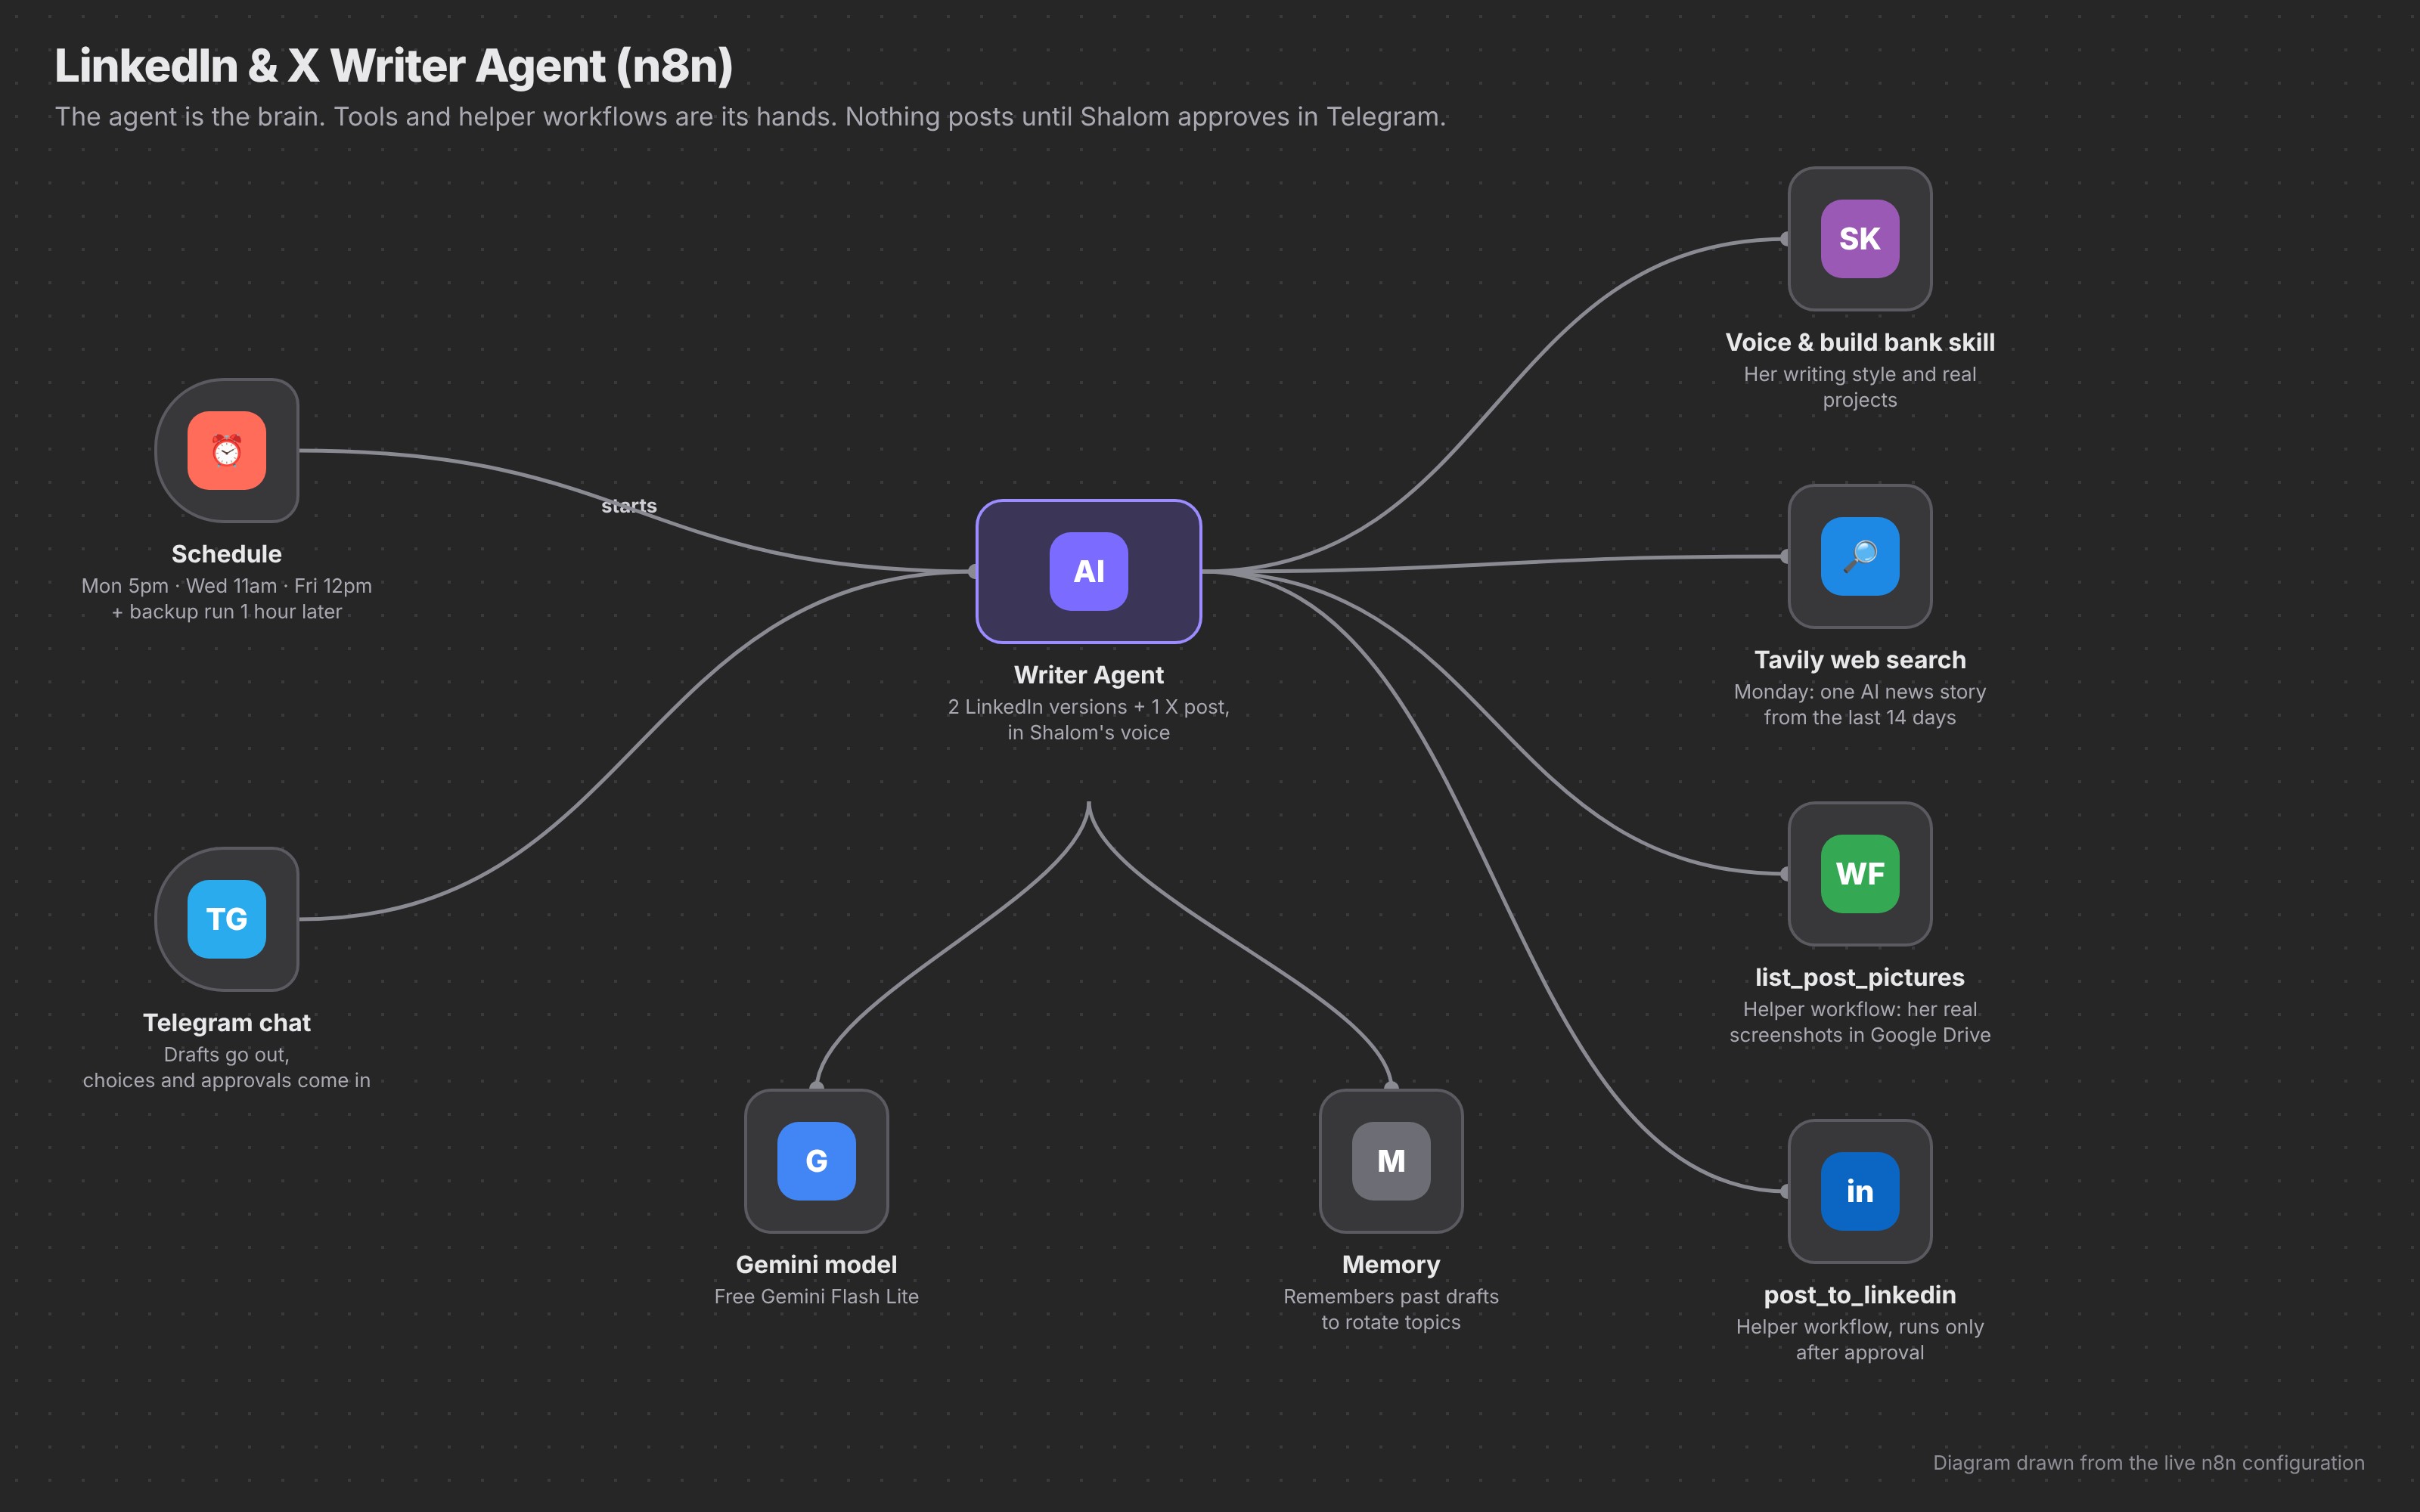 LinkedIn & X Writer Agent (n8n)
The agent is the brain. Tools and helper workflows are its hands. Nothing posts until Shalom approves in Telegram.
SK
Voice & build bank skill
Her writing style and real
projects
starts
Schedule
Mon 5pm · Wed 11am · Fri 12pm
+ backup run 1 hour later
AI
Writer Agent
2 LinkedIn versions + 1 X post,
in Shalom's voice
Tavily web search
Monday: one AI news story
from the last 14 days
TG
Telegram chat
Drafts go out,
choices and approvals come in
WF
list_post_pictures
Helper workflow: her real
screenshots in Google Drive
G
Gemini model
Free Gemini Flash Lite
M
Memory
Remembers past drafts
to rotate topics
in
post_to_linkedin
Helper workflow, runs only
after approval
Diagram drawn from the live n8n configuration